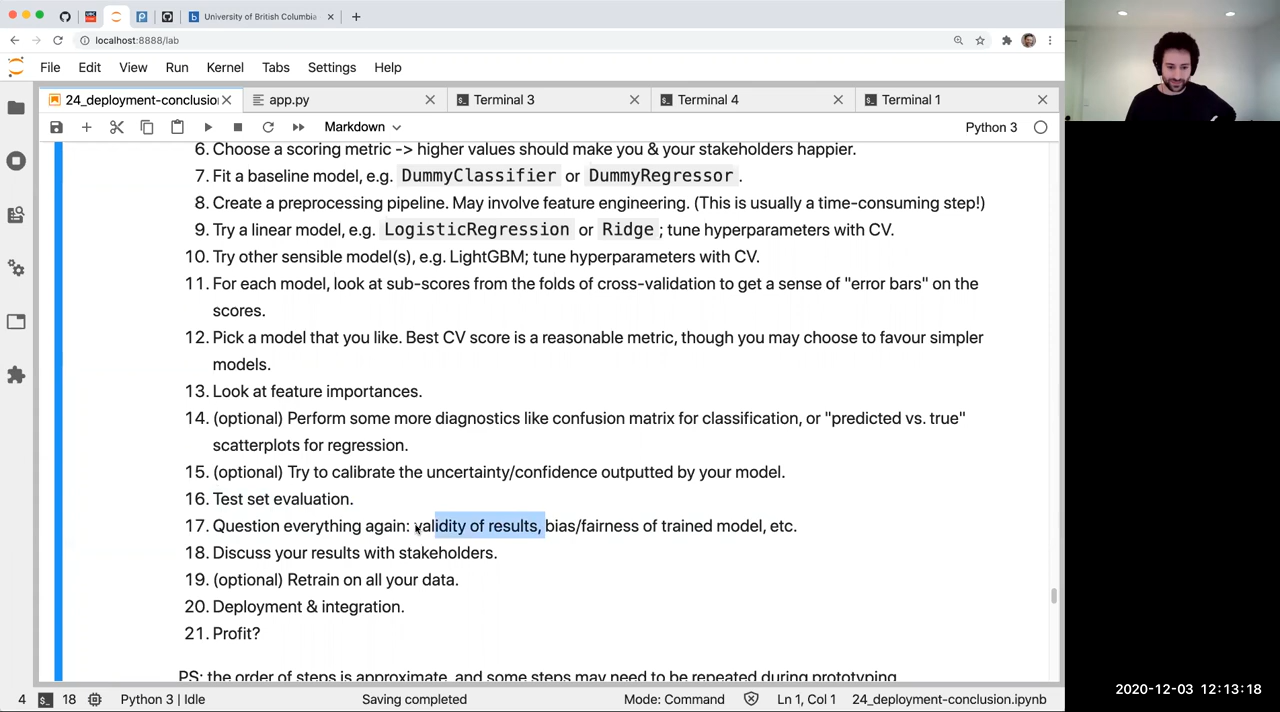 University of British Columbia
localhost:8888/lab
File Edit View Run Kernel Tabs Settings Help
24_deployment-conclusion app.py Terminal 3 Terminal 4 Terminal 1
Markdown Python 3
6. Choose a scoring metric -> higher values should make you & your stakeholders happier.
7. Fit a baseline model, e.g. DummyClassifier or DummyRegressor.
8. Create a preprocessing pipeline. May involve feature engineering. (This is usually a time-consuming step!)
9. Try a linear model, e.g. LogisticRegression or Ridge; tune hyperparameters with CV.
10. Try other sensible model(s), e.g. LightGBM; tune hyperparameters with CV.
11. For each model, look at sub-scores from the folds of cross-validation to get a sense of "error bars" on the
scores.
12. Pick a model that you like. Best CV score is a reasonable metric, though you may choose to favour simpler
models.
13. Look at feature importances.
14. (optional) Perform some more diagnostics like confusion matrix for classification, or "predicted vs. true"
scatterplots for regression.
15. (optional) Try to calibrate the uncertainty/confidence outputted by your model.
16. Test set evaluation.
17. Question everything again: validity of results, bias/fairness of trained model, etc.
18. Discuss your results with stakeholders.
19. (optional) Retrain on all your data.
20. Deployment & integration.
21. Profit?
PS: the order of steps is approximate, and some steps may need to be repeated during prototyping
4 18 Python 3 | Idle Saving completed Mode: Command Ln 1, Col 1 24_deployment-conclusion.ipynb
2020-12-03 12:13:18